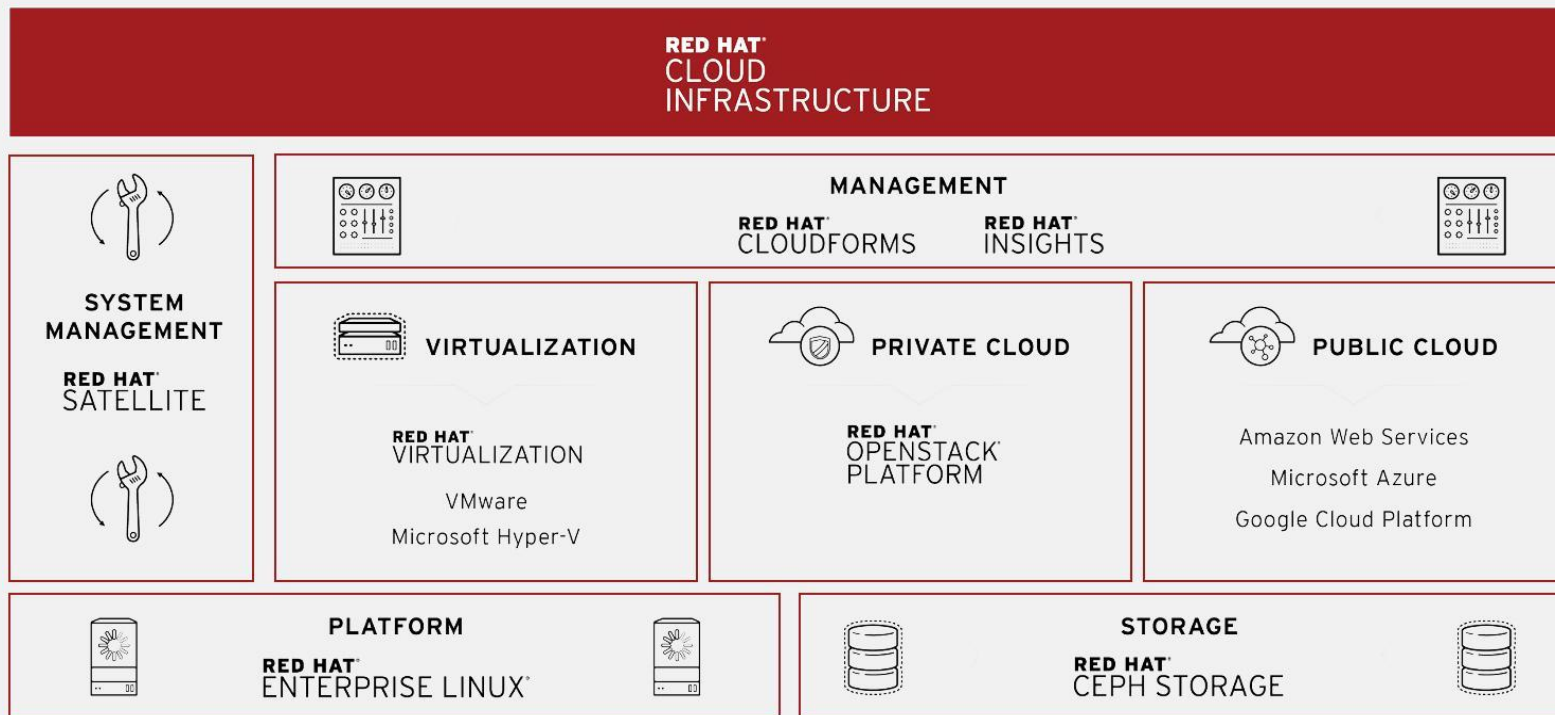 RED HAT®
CLOUD
INFRASTRUCTURE
SYSTEM
MANAGEMENT
RED HAT®
SATELLITE
MANAGEMENT
RED HAT®
CLOUDFORMS
RED HAT®
INSIGHTS
VIRTUALIZATION
RED HAT®
VIRTUALIZATION
VMware
Microsoft Hyper-V
PRIVATE CLOUD
RED HAT®
OPENSTACK®
PLATFORM
PUBLIC CLOUD
Amazon Web Services
Microsoft Azure
Google Cloud Platform
PLATFORM
RED HAT®
ENTERPRISE LINUX®
STORAGE
RED HAT®
CEPH STORAGE